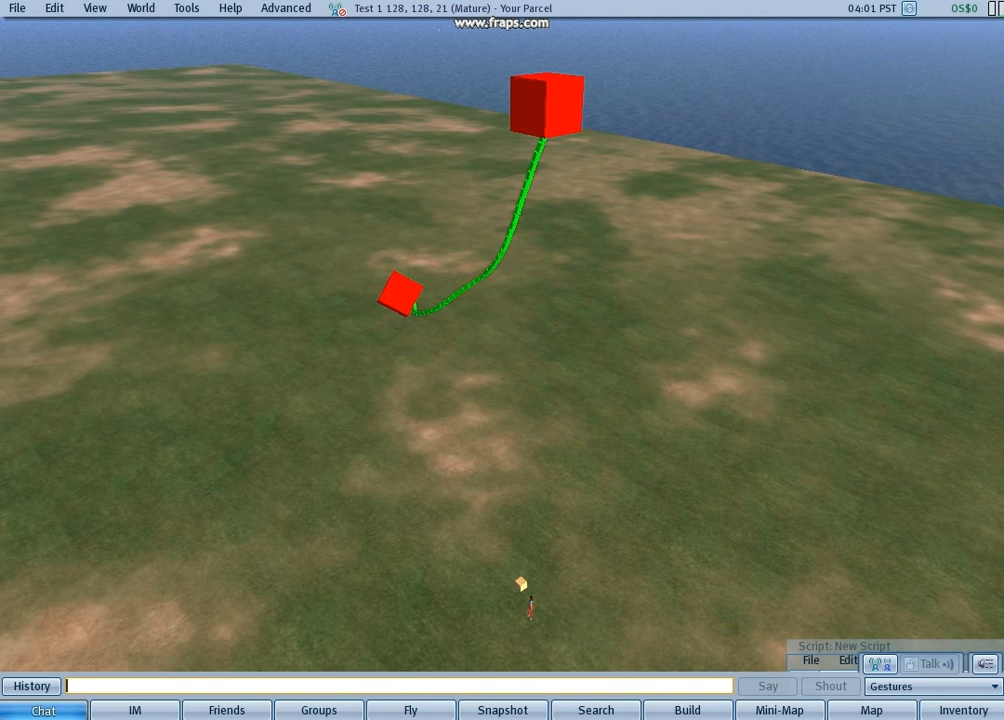 File Edit View World Tools Help Advanced Test 1 128, 128, 21 (Mature) - Your Parcel 04:01 PST OS$0
www.fraps.com
Script: New Script
File Edit Talk
History Say Shout Gestures
Chat IM Friends Groups Fly Snapshot Search Build Mini-Map Map Inventory